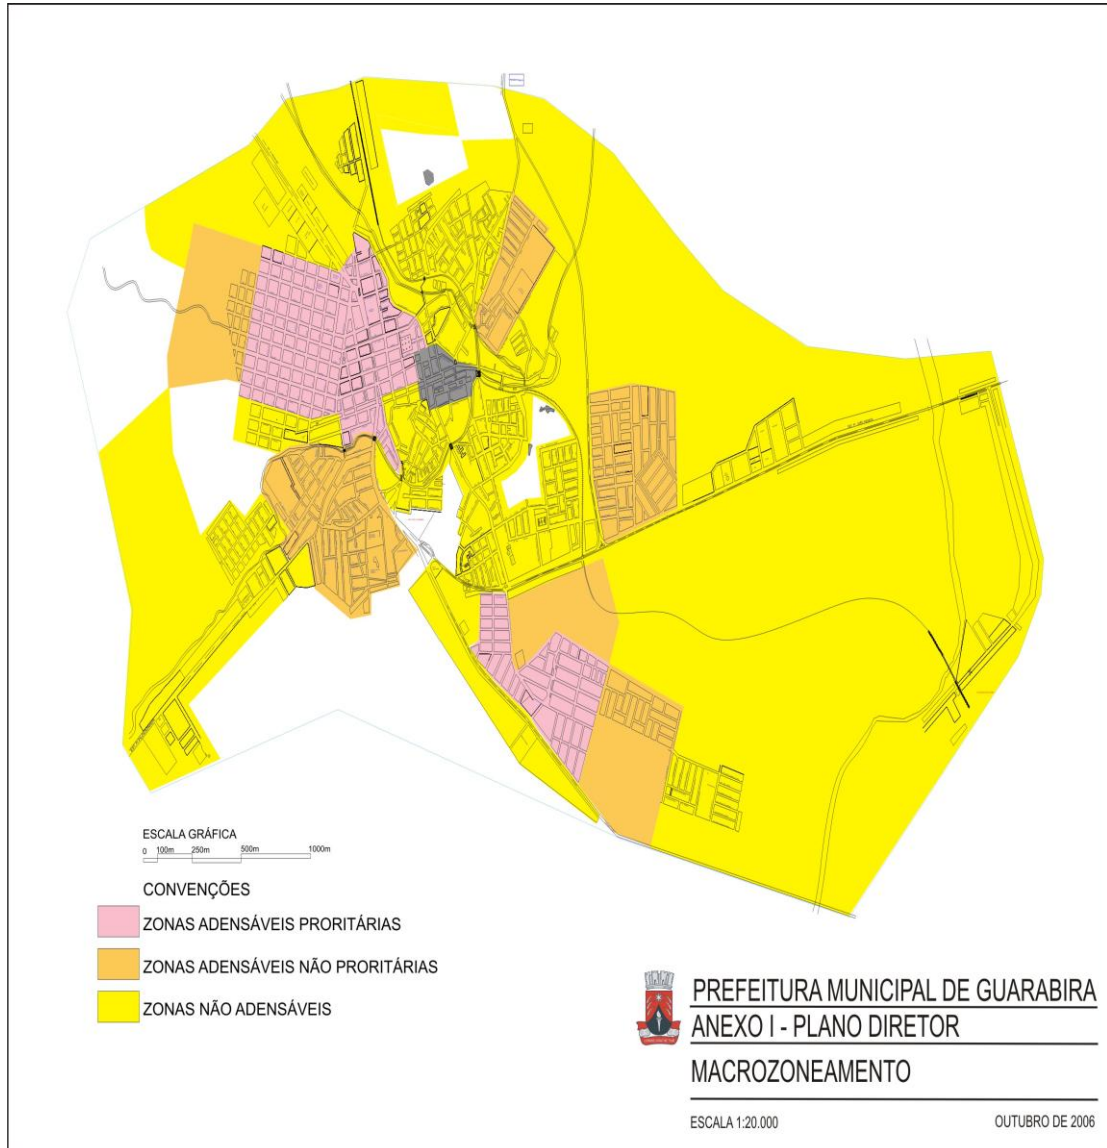 ESCALA GRÁFICA
0 100m 250m 500m 1000m
CONVENÇÕES
ZONAS ADENSÁVEIS PRORITÁRIAS
ZONAS ADENSÁVEIS NÃO PRORITÁRIAS
ZONAS NÃO ADENSÁVEIS
PREFEITURA MUNICIPAL DE GUARABIRA
ANEXO I - PLANO DIRETOR
MACROZONEAMENTO
ESCALA 1:20.000 OUTUBRO DE 2006